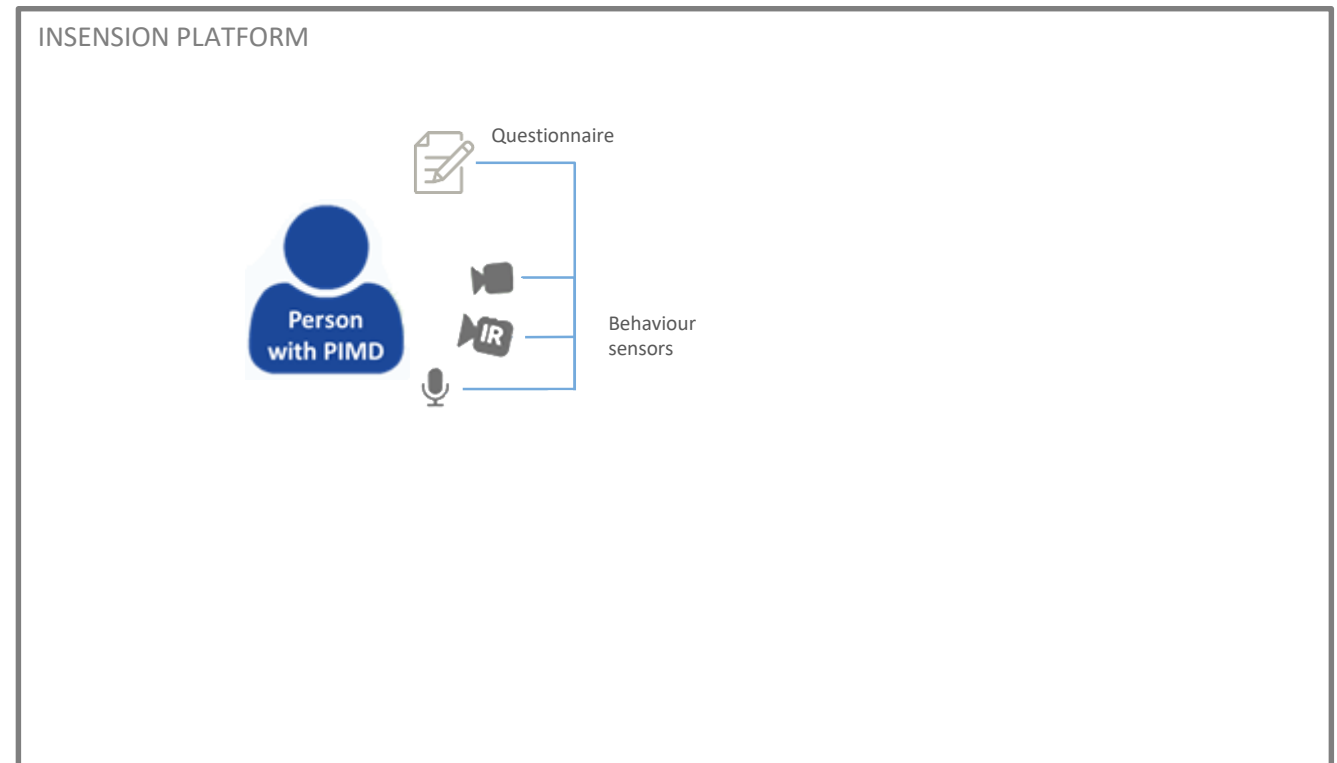 INSENSION PLATFORM
Questionnaire
Person
with PIMD
IR
Behaviour
sensors